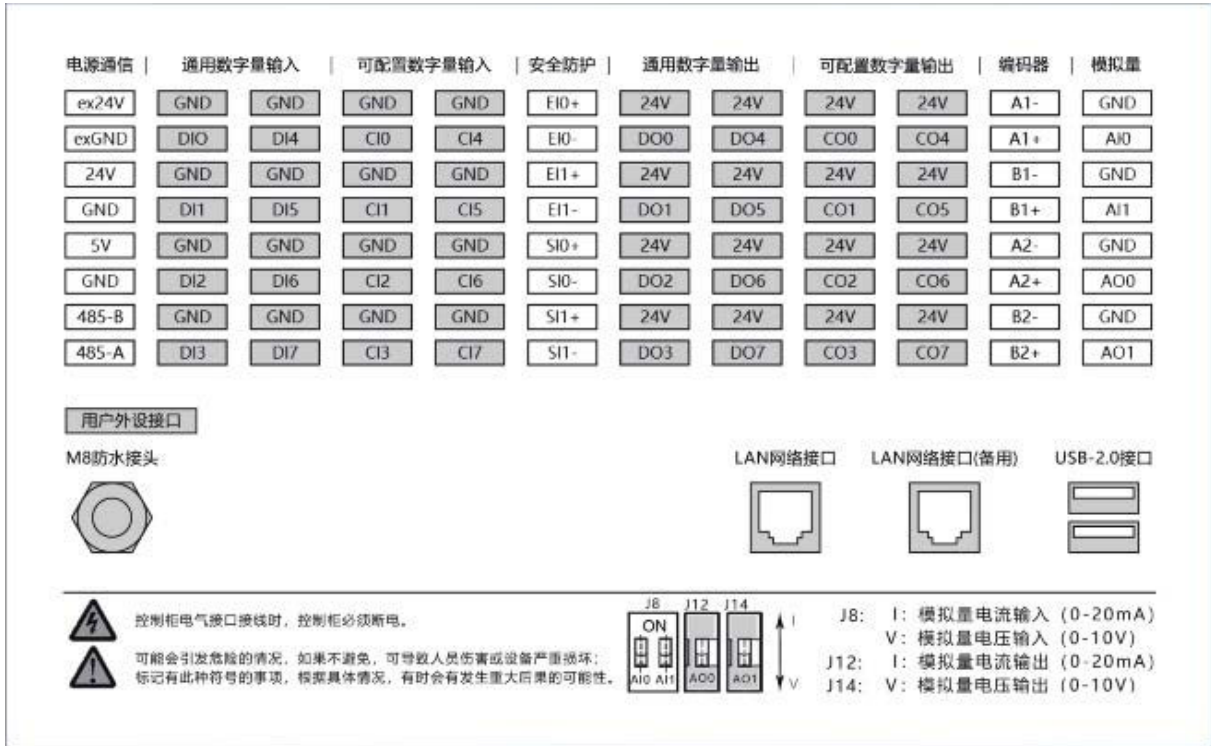 电源通信 | 通用数字量输入 | 可配置数字量输入 | 安全防护 | 通用数字量输出 | 可配置数字量输出 | 编码器 | 模拟量
ex24V GND GND GND GND EI0+ 24V 24V 24V 24V A1- GND
exGND DI0 DI4 CI0 CI4 EI0- DO0 DO4 CO0 CO4 A1+ AI0
24V GND GND GND GND EI1+ 24V 24V 24V 24V B1- GND
GND DI1 DI5 CI1 CI5 EI1- DO1 DO5 CO1 CO5 B1+ AI1
5V GND GND GND GND SI0+ 24V 24V 24V 24V A2- GND
GND DI2 DI6 CI2 CI6 SI0- DO2 DO6 CO2 CO6 A2+ AO0
485-B GND GND GND GND SI1+ 24V 24V 24V 24V B2- GND
485-A DI3 DI7 CI3 CI7 SI1- DO3 DO7 CO3 CO7 B2+ AO1
用户外设接口
M8防水接头 LAN网络接口 LAN网络接口(备用) USB-2.0接口
控制柜电气接口接线时，控制柜必须断电。
可能会引发危险的情况，如果不避免，可导致人员伤害或设备严重损坏；
标记有此种符号的事项，根据具体情况，有时会有发生重大后果的可能性。
J8 J12 J14
ON I
AI0 AI1 AO0 AO1 V
J8: I: 模拟量电流输入 (0-20mA)
V: 模拟量电压输入 (0-10V)
J12: I: 模拟量电流输出 (0-20mA)
J14: V: 模拟量电压输出 (0-10V)